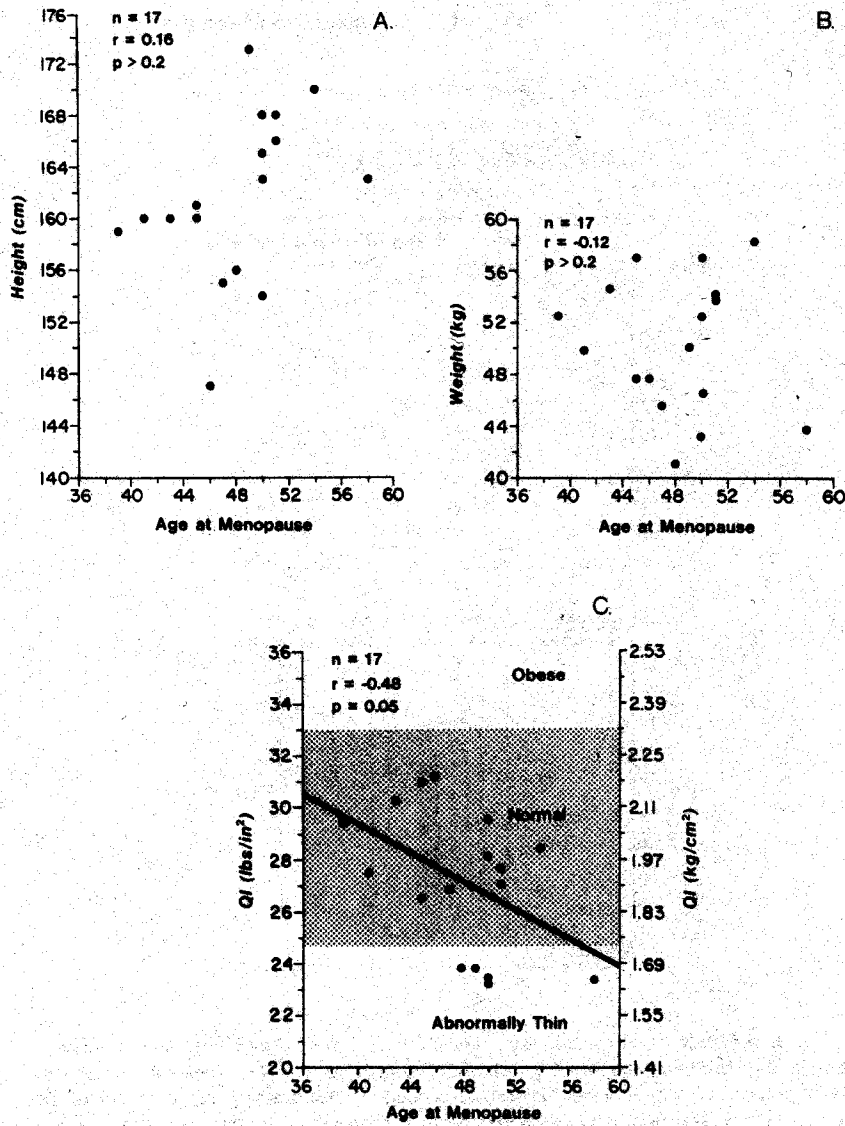 A.
n = 17
r = 0.16
p > 0.2
176
172
168
164
160
156
152
148
144
140
Height (cm)
36 40 44 48 52 56 60
Age at Menopause
B.
n = 17
r = -0.12
p > 0.2
60
56
52
48
44
40
Weight (kg)
36 40 44 48 52 56 60
Age at Menopause
C.
n = 17
r = -0.48
p = 0.05
Obese
Normal
Abnormally Thin
36
34
32
30
28
26
24
22
20
QI (lbs/in²)
2.53
2.39
2.25
2.11
1.97
1.83
1.69
1.55
1.41
QI (kg/cm²)
36 40 44 48 52 56 60
Age at Menopause